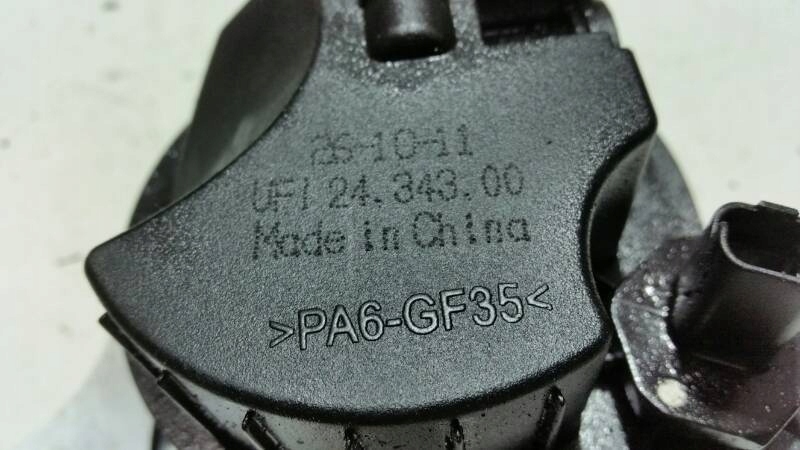 26-10-11
UFI 24.343.00
Made in China
>PA6-GF35<